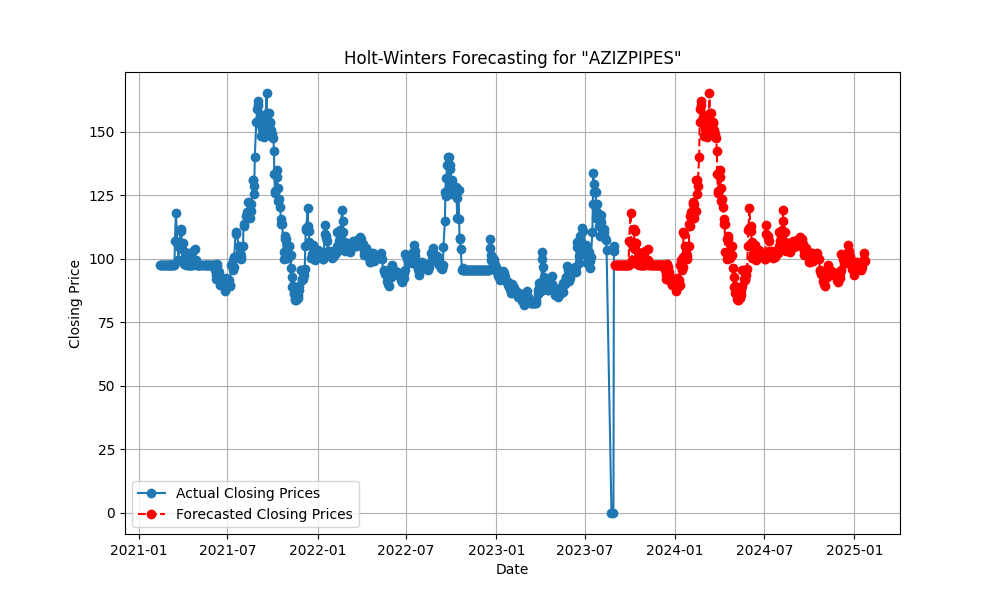 Holt-Winters Forecasting for "AZIZPIPES"
Closing Price
150
125
100
75
50
25
0
Actual Closing Prices
Forecasted Closing Prices
2021-01 2021-07 2022-01 2022-07 2023-01 2023-07 2024-01 2024-07 2025-01
Date